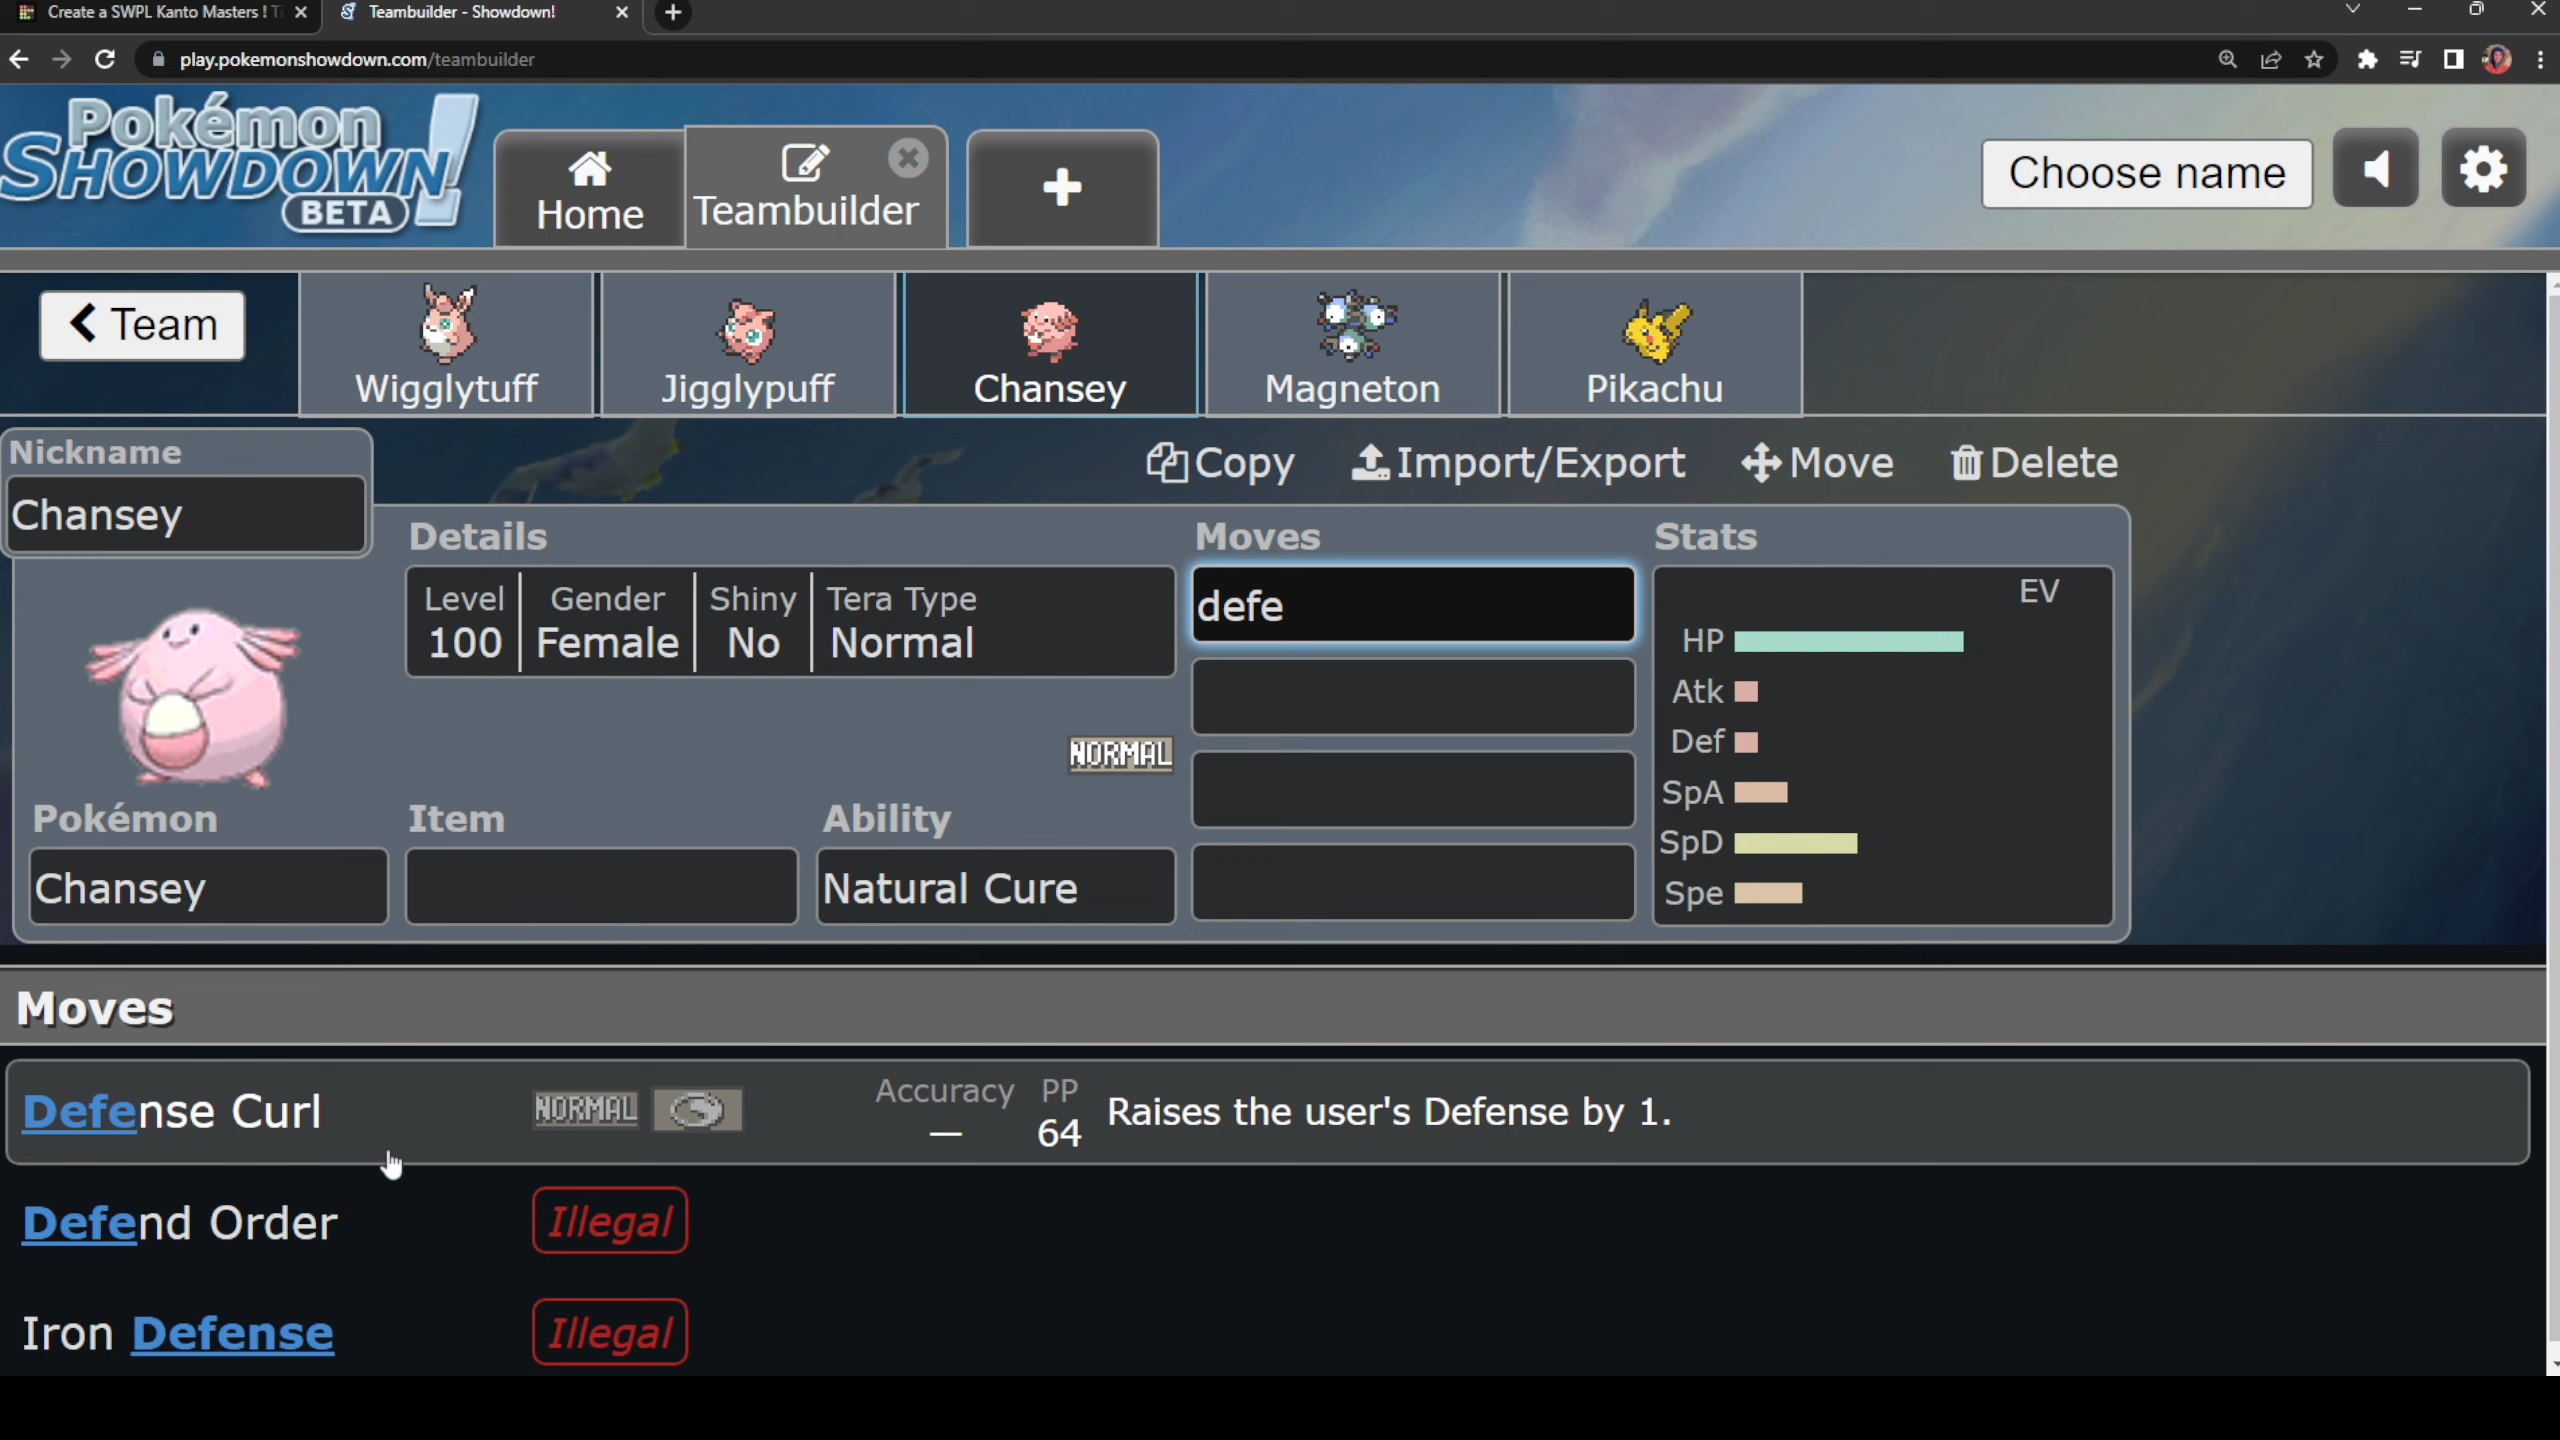 Create a SWPL Kanto Masters ! Ti
Teambuilder - Showdown!
play.pokemonshowdown.com/teambuilder
Pokémon
SHOWDOWN!
BETA
Home
Teambuilder
Choose name
Team
Wigglytuff
Jigglypuff
Chansey
Magneton
Pikachu
Nickname
Chansey
Copy
Import/Export
Move
Delete
Details
Level
100
Gender
Female
Shiny
No
Tera Type
Normal
NORMAL
Pokémon
Chansey
Item
Ability
Natural Cure
Moves
defe
Stats
EV
HP
Atk
Def
SpA
SpD
Spe
Moves
Defense Curl NORMAL Accuracy — PP 64 Raises the user's Defense by 1.
Defend Order Illegal
Iron Defense Illegal